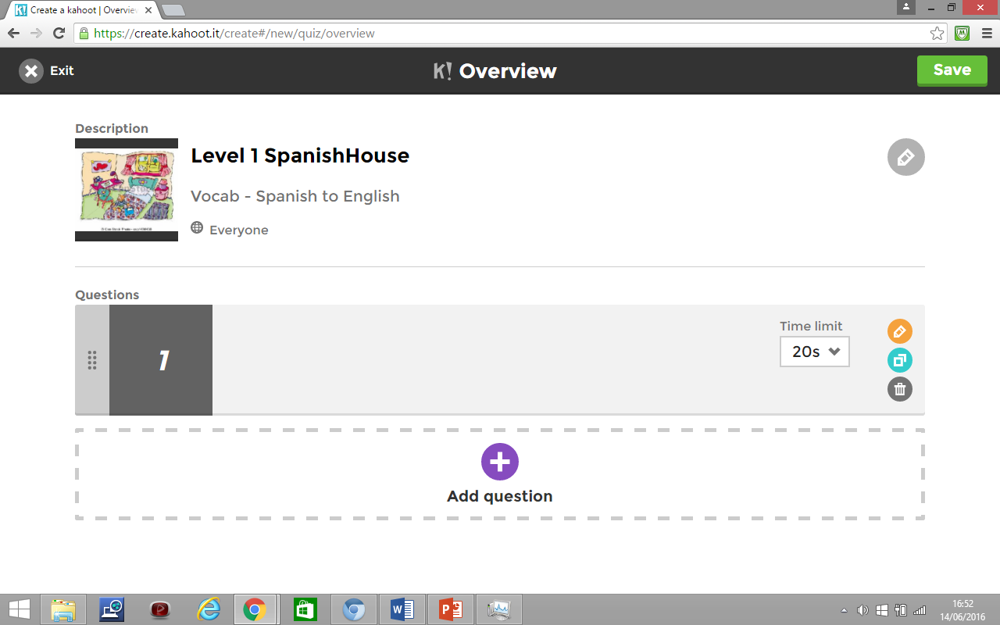 Create a kahoot | Overvie
https://create.kahoot.it/create#/new/quiz/overview
Exit
K! Overview
Save
Description
Level 1 SpanishHouse
Vocab - Spanish to English
Everyone
Questions
1
Time limit
20s
Add question
16:52
14/06/2016